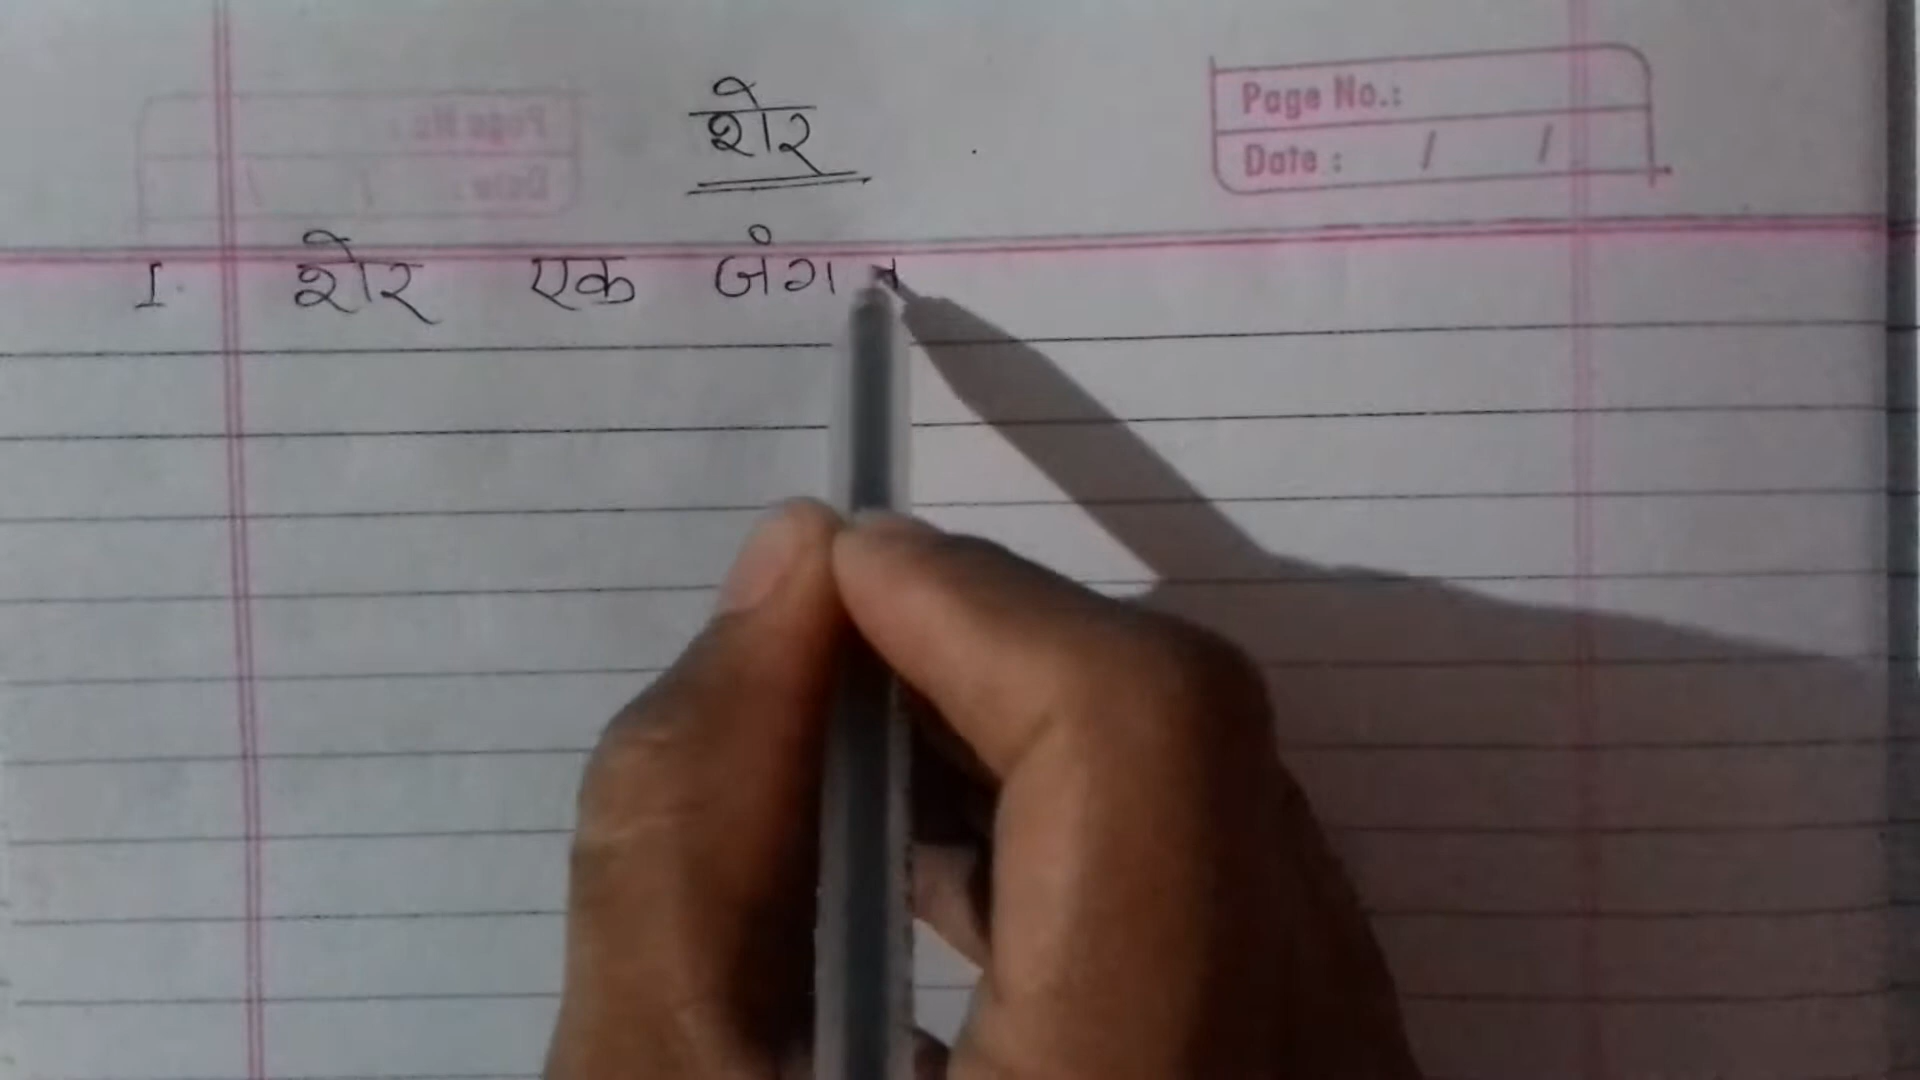 शेर
Page No.:
Date : / /
1. शेर एक जंग